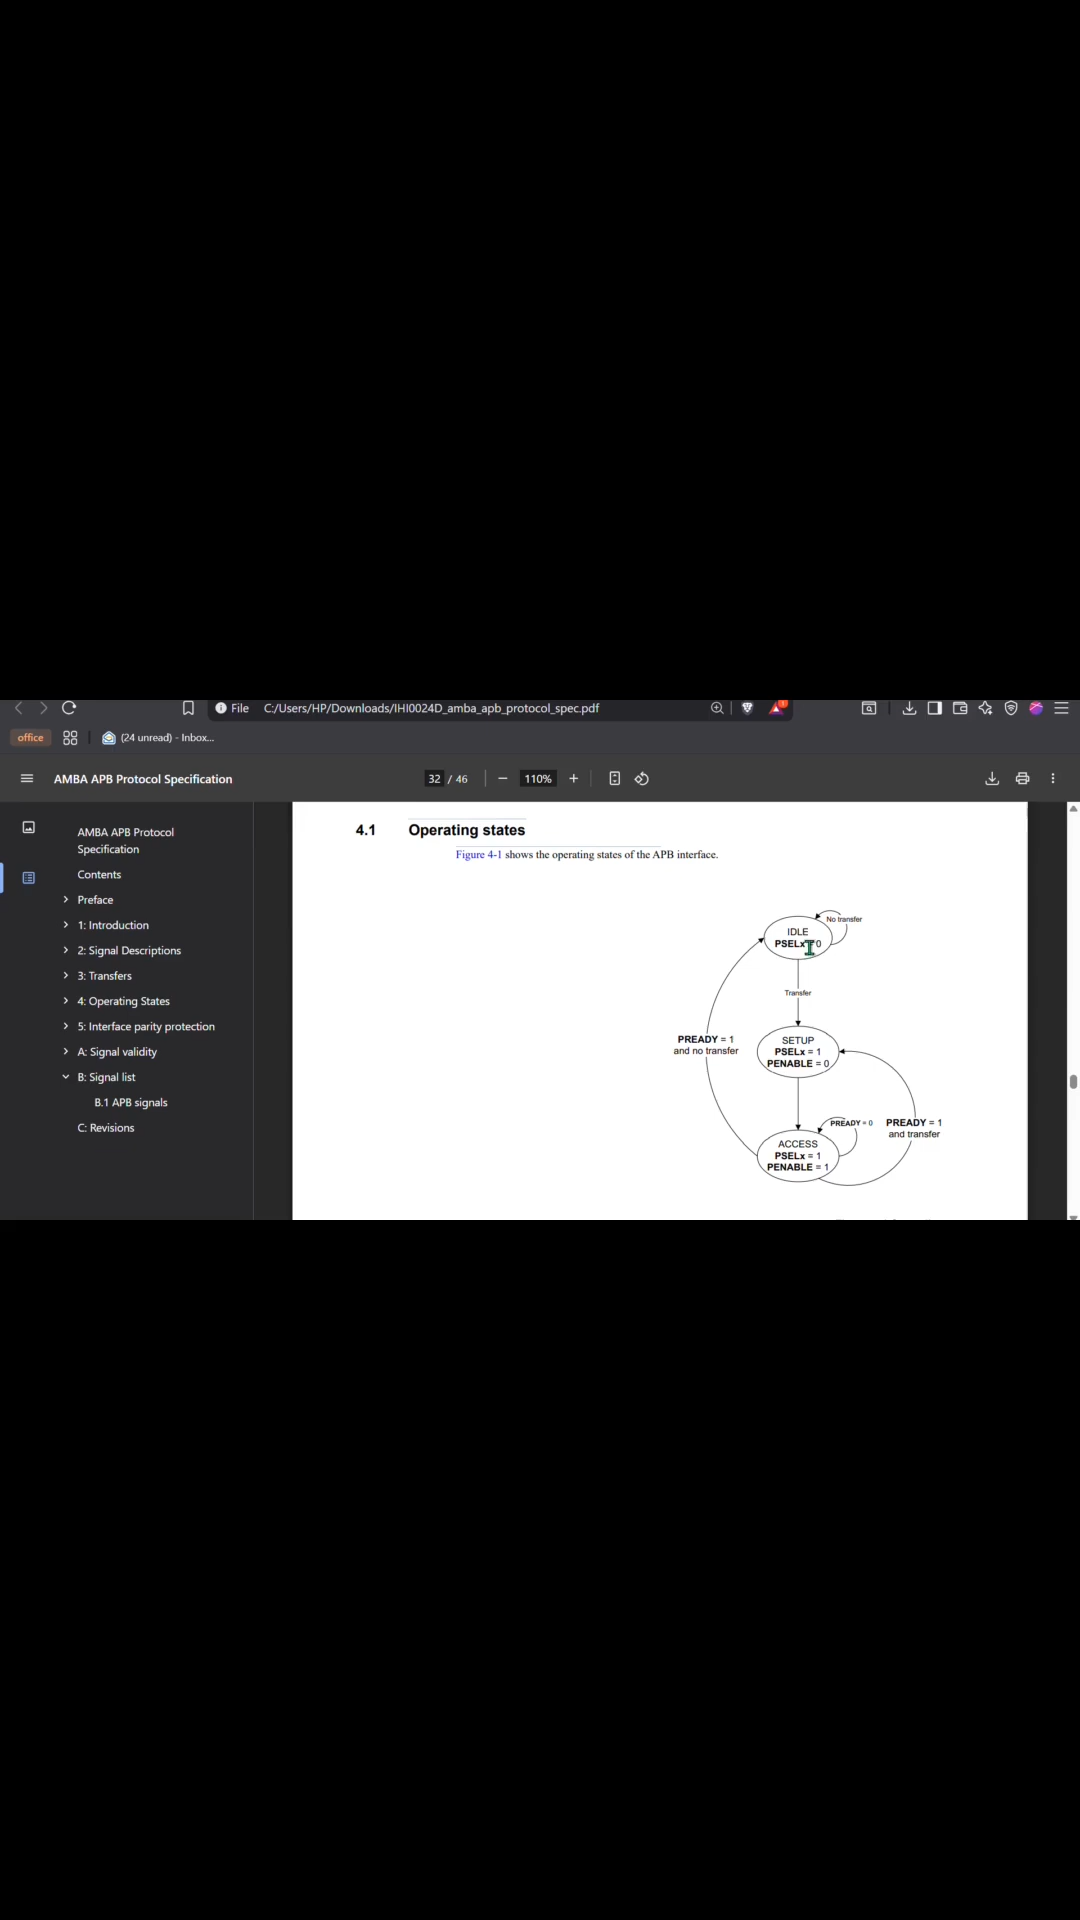 File C:/Users/HP/Downloads/IHI0024D_amba_apb_protocol_spec.pdf
office
(24 unread) - Inbox...
AMBA APB Protocol Specification
32 / 46
110%
AMBA APB Protocol
Specification
Contents
Preface
1: Introduction
2: Signal Descriptions
3: Transfers
4: Operating States
5: Interface parity protection
A: Signal validity
B: Signal list
B.1 APB signals
C: Revisions
4.1 Operating states
Figure 4-1 shows the operating states of the APB interface.
No transfer
IDLE
PSELx = 0
Transfer
PREADY = 1
and no transfer
SETUP
PSELx = 1
PENABLE = 0
PREADY = 0
PREADY = 1
and transfer
ACCESS
PSELx = 1
PENABLE = 1